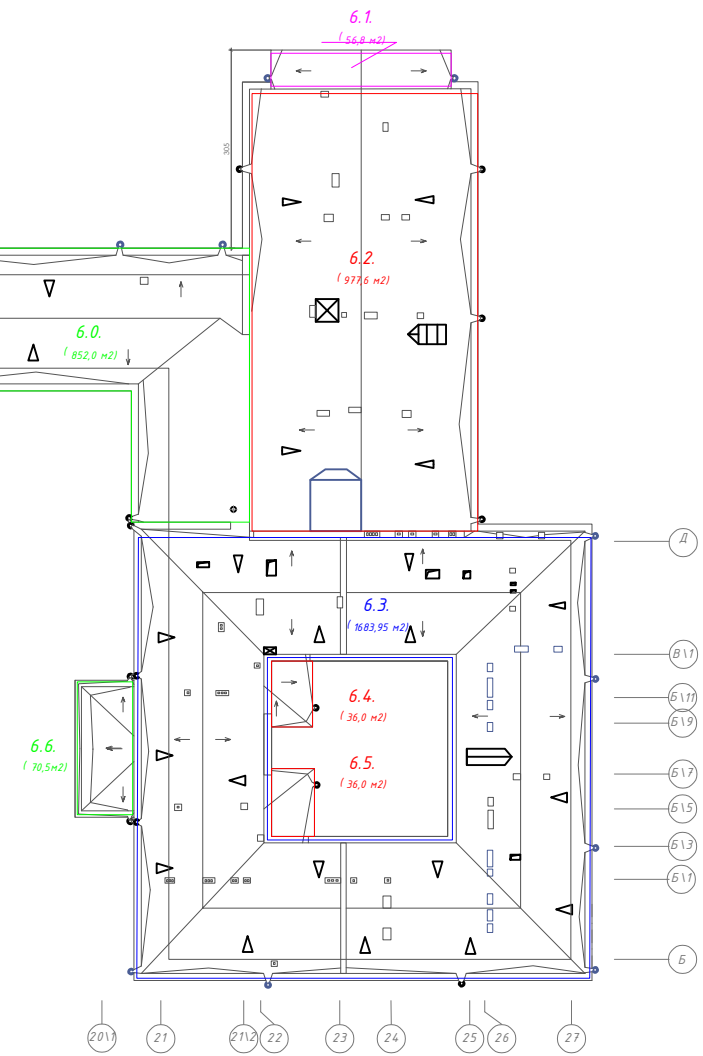 6.1.
( 56,8 м2)
305
6.2.
( 977,6 м2)
6.0.
( 852,0 м2)
Д
6.3.
( 1683,95 м2)
В\1
6.4.
( 36,0 м2)
Б\11
Б\9
6.6.
( 70,5м2)
6.5.
( 36,0 м2)
Б\7
Б\5
Б\3
Б\1
Б
20\1
21
21\2
22
23
24
25
26
27